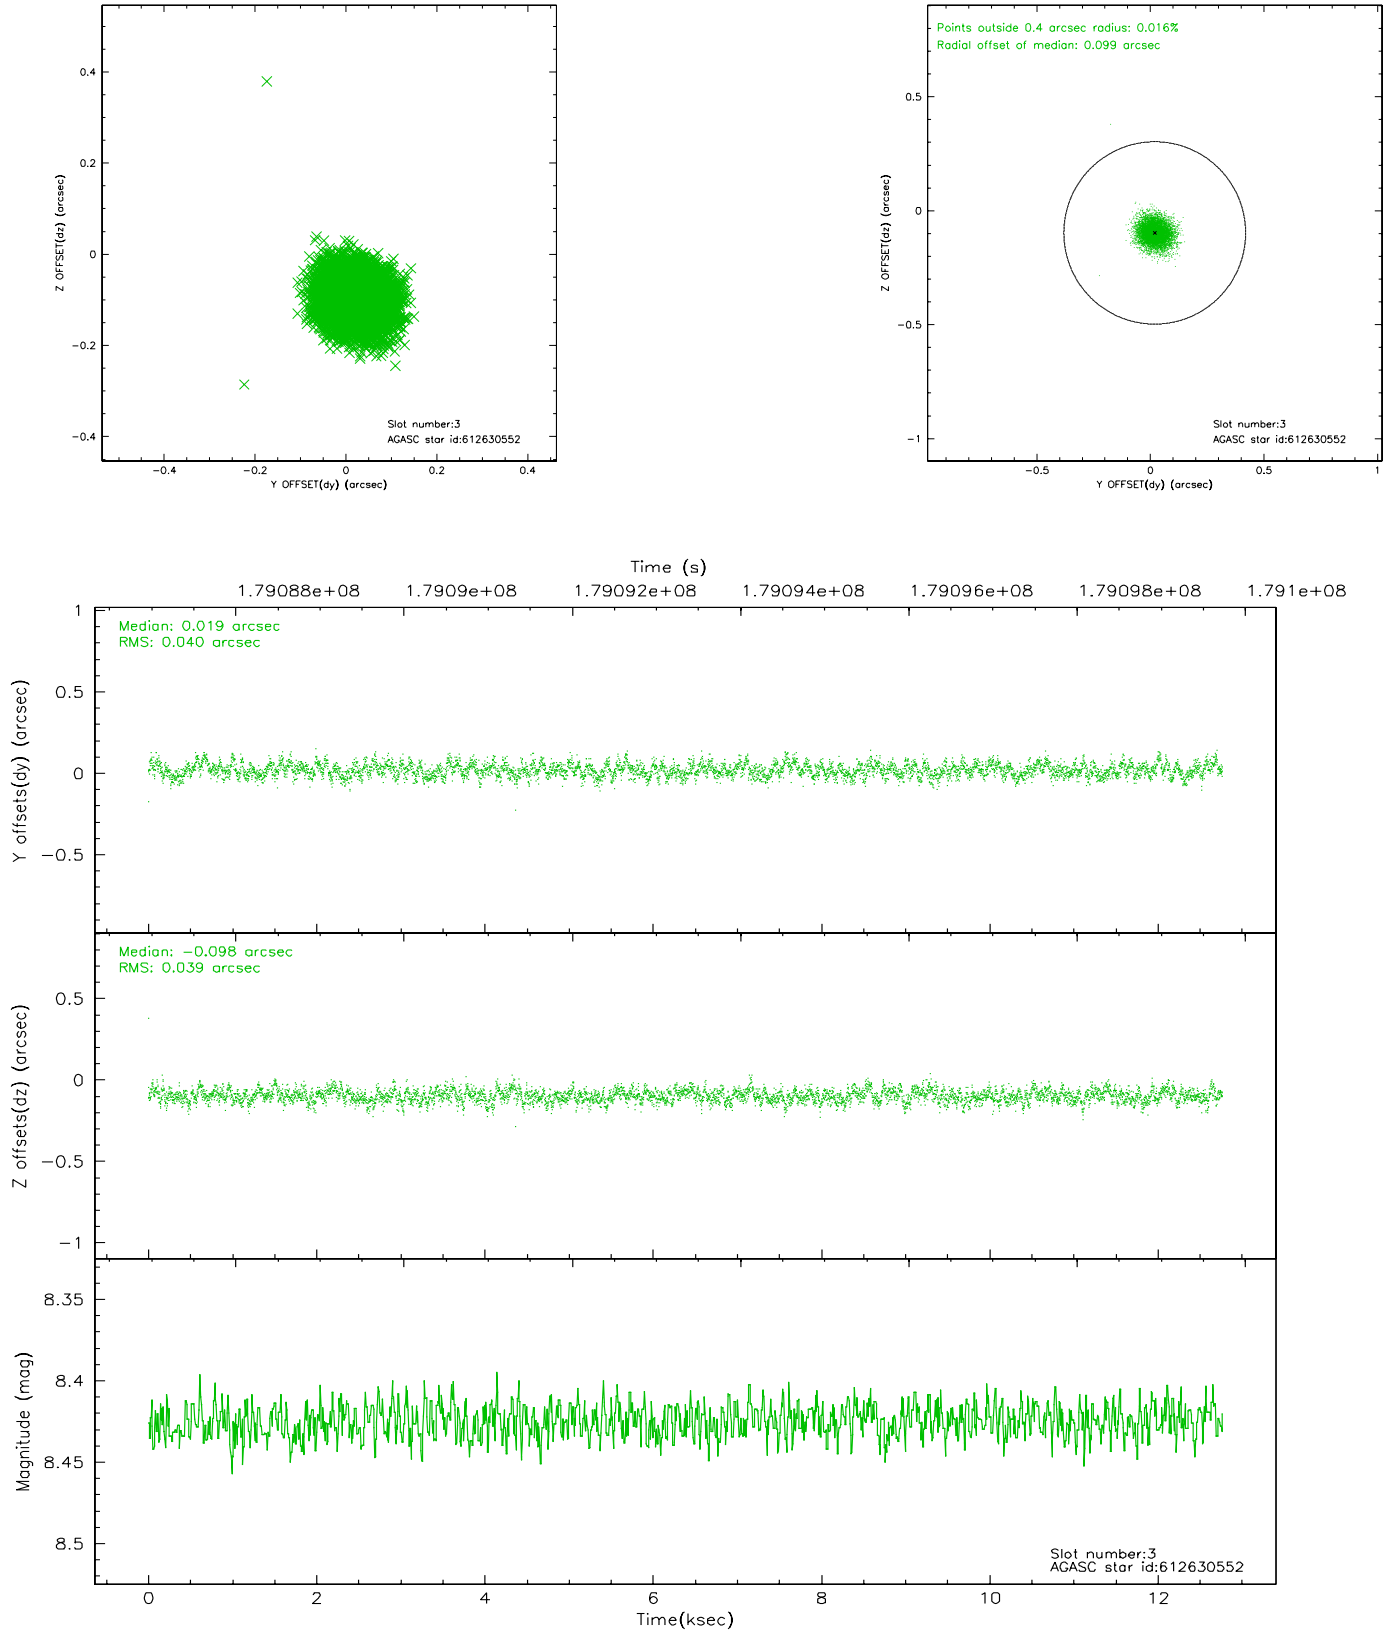 0.4
0.2
0
−0.2
−0.4
Z OFFSET(dz) (arcsec)
Slot number:3
AGASC star id:612630552
−0.4
−0.2
0
0.2
0.4
Y OFFSET(dy) (arcsec)
Points outside 0.4 arcsec radius: 0.016%
Radial offset of median: 0.099 arcsec
0.5
0
−0.5
−1
Z OFFSET(dz) (arcsec)
Slot number:3
AGASC star id:612630552
−0.5
0
0.5
1
Y OFFSET(dy) (arcsec)
Time (s)
1.79088e+08
1.7909e+08
1.79092e+08
1.79094e+08
1.79096e+08
1.79098e+08
1.791e+08
Median: 0.019 arcsec
RMS: 0.040 arcsec
1
0.5
0
−0.5
Y offsets(dy) (arcsec)
Median: −0.098 arcsec
RMS: 0.039 arcsec
0.5
0
−0.5
−1
Z offsets(dz) (arcsec)
8.35
8.4
8.45
8.5
Magnitude (mag)
Slot number:3
AGASC star id:612630552
0
2
4
6
8
10
12
Time(ksec)